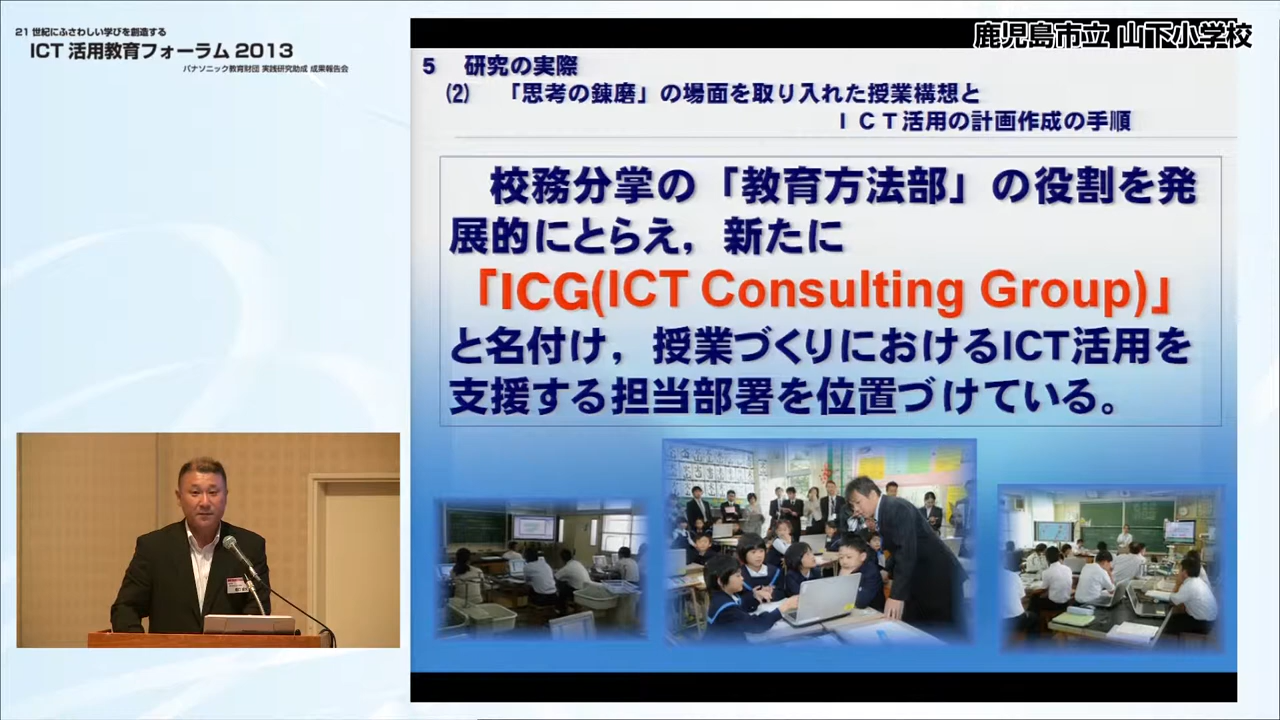 21世紀にふさわしい学びを創造する
ICT 活用教育フォーラム 2013
パナソニック教育財団 実践研究助成 成果報告会
鹿児島市立 山下小学校
5 研究の実際
(2) 「思考の錬磨」の場面を取り入れた授業構想と
ICT活用の計画作成の手順
校務分掌の「教育方法部」の役割を発
展的にとらえ，新たに
「ICG(ICT Consulting Group)」
と名付け，授業づくりにおけるICT活用を
支援する担当部署を位置づけている。